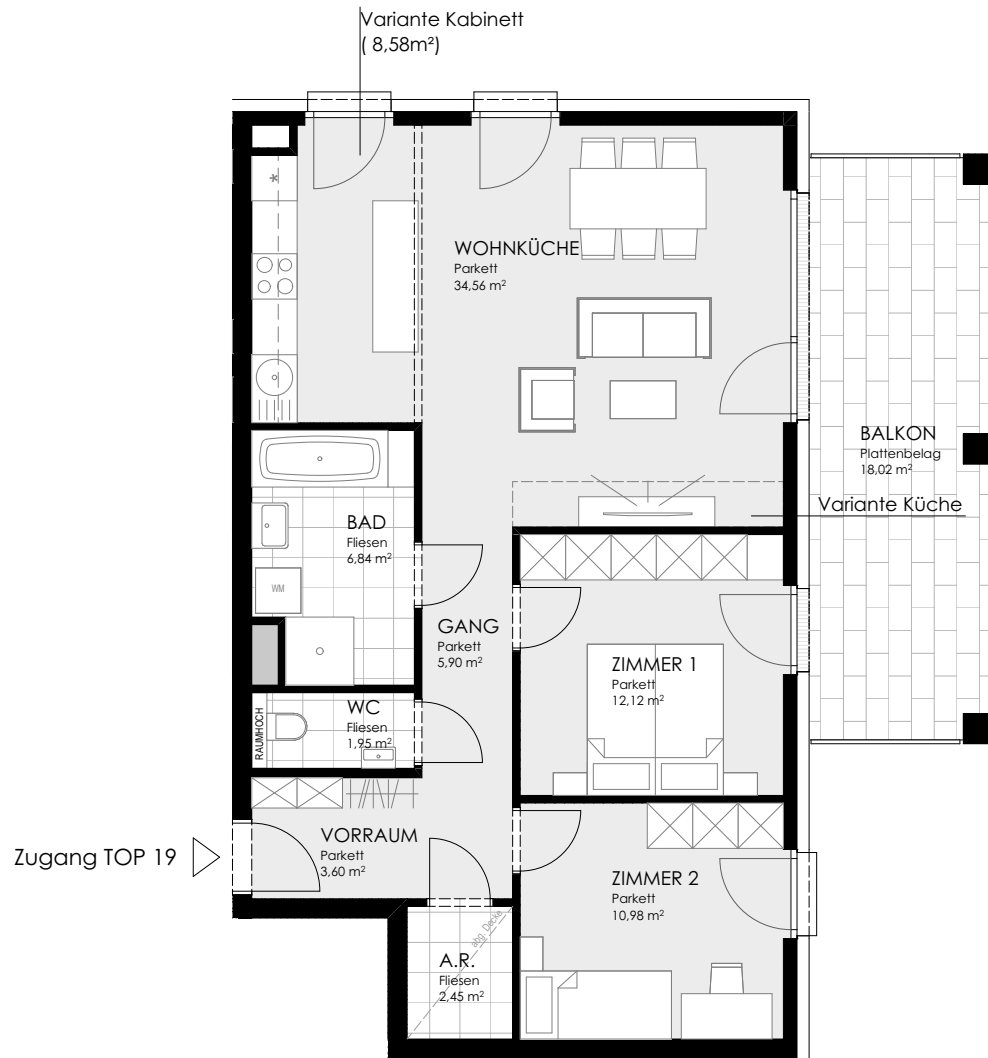 Variante Kabinett
( 8,58m²)
*
WOHNKÜCHE
Parkett
34,56 m²
BALKON
Plattenbelag
18,02 m²
Variante Küche
BAD
Fliesen
6,84 m²
WM
GANG
Parkett
5,90 m²
ZIMMER 1
Parkett
12,12 m²
WC
Fliesen
1,95 m²
RAUMHOCH
VORRAUM
Parkett
3,60 m²
Zugang TOP 19
ZIMMER 2
Parkett
10,98 m²
abg Decke
A.R.
Fliesen
2,45 m²